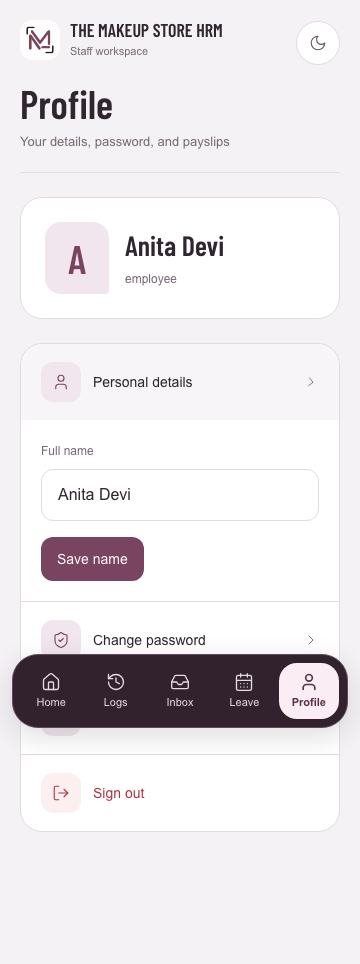 THE MAKEUP STORE HRM
Staff workspace
Profile
Your details, password, and payslips
A
Anita Devi
employee
Personal details
Full name
Anita Devi
Save name
Change password
Home
Logs
Inbox
Leave
Profile
Sign out